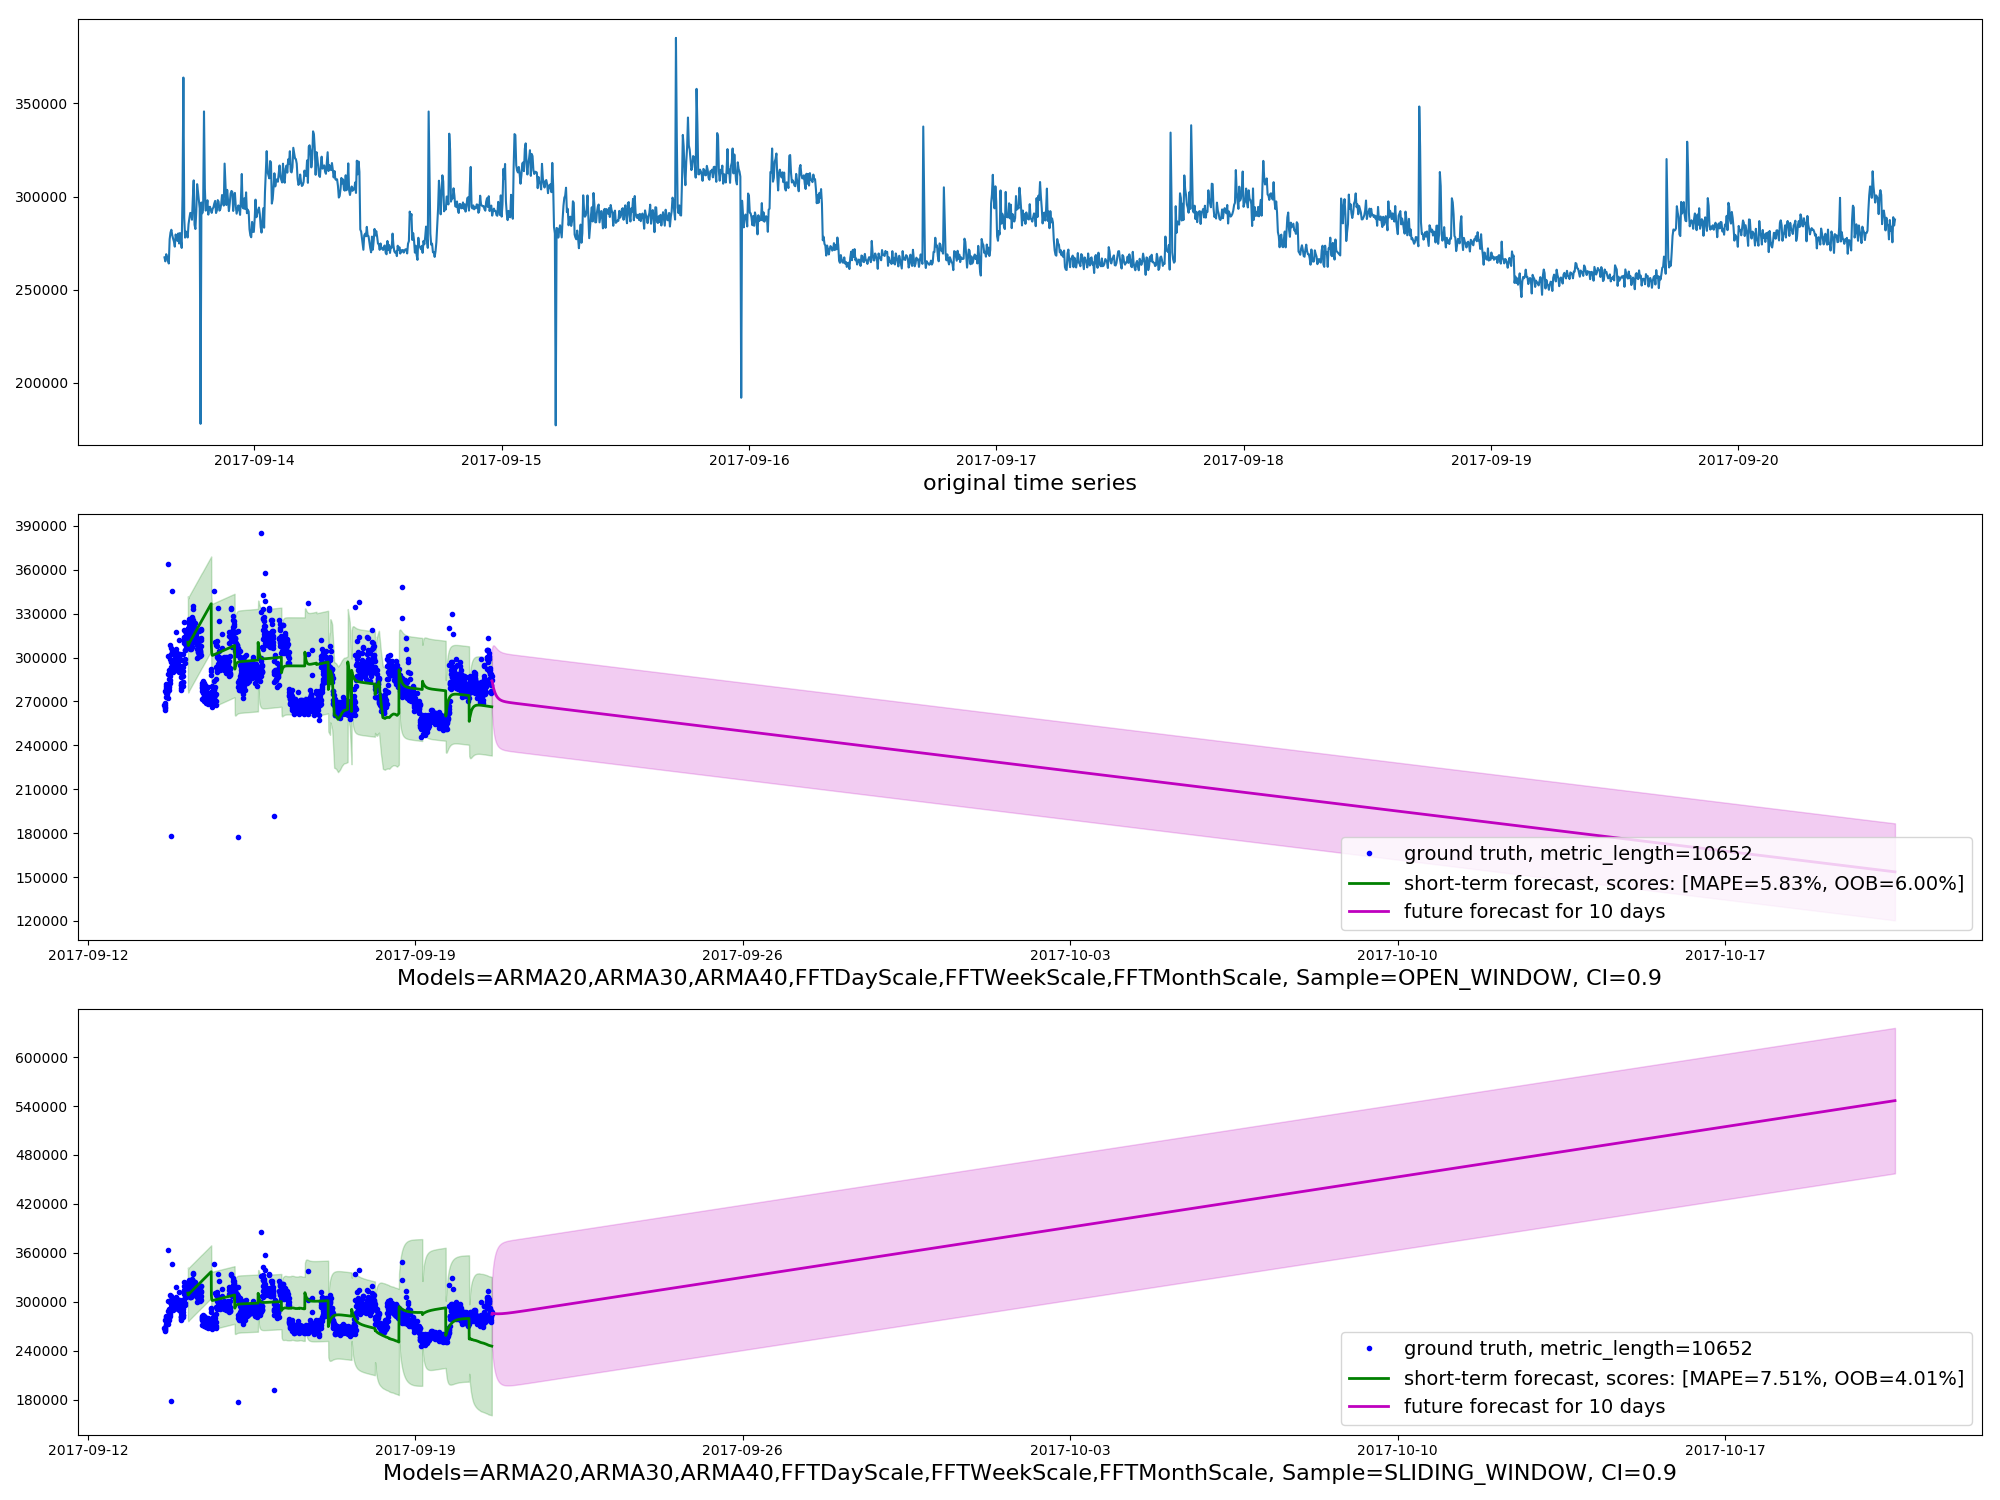 350000
300000
250000
200000
2017-09-14 2017-09-15 2017-09-16 2017-09-17 2017-09-18 2017-09-19 2017-09-20
original time series
390000
360000
330000
300000
270000
240000
210000
180000
150000
120000
ground truth, metric_length=10652
short-term forecast, scores: [MAPE=5.83%, OOB=6.00%]
future forecast for 10 days
2017-09-12 2017-09-19 2017-09-26 2017-10-03 2017-10-10 2017-10-17
Models=ARMA20,ARMA30,ARMA40,FFTDayScale,FFTWeekScale,FFTMonthScale, Sample=OPEN_WINDOW, CI=0.9
600000
540000
480000
420000
360000
300000
240000
180000
ground truth, metric_length=10652
short-term forecast, scores: [MAPE=7.51%, OOB=4.01%]
future forecast for 10 days
2017-09-12 2017-09-19 2017-09-26 2017-10-03 2017-10-10 2017-10-17
Models=ARMA20,ARMA30,ARMA40,FFTDayScale,FFTWeekScale,FFTMonthScale, Sample=SLIDING_WINDOW, CI=0.9